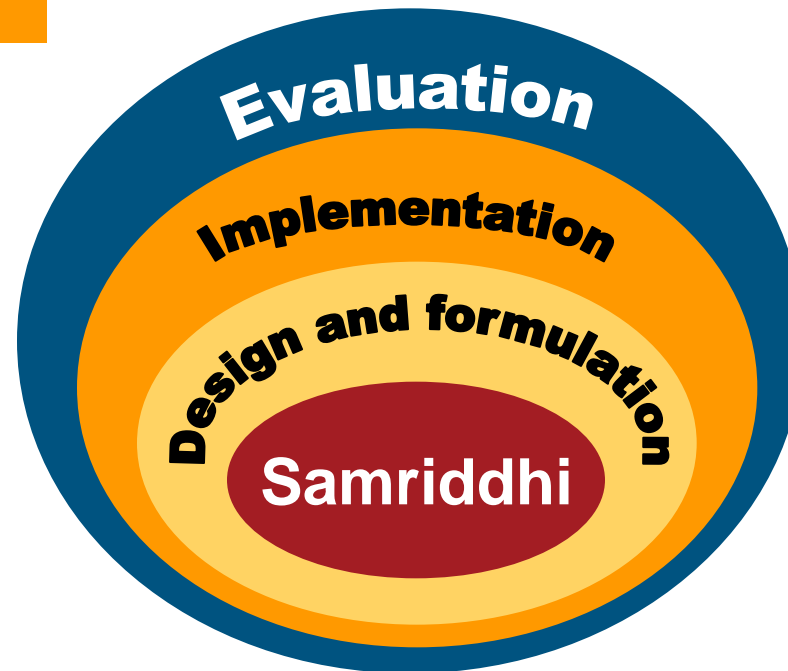 Evaluation
Implementation
Design and formulation
Samriddhi